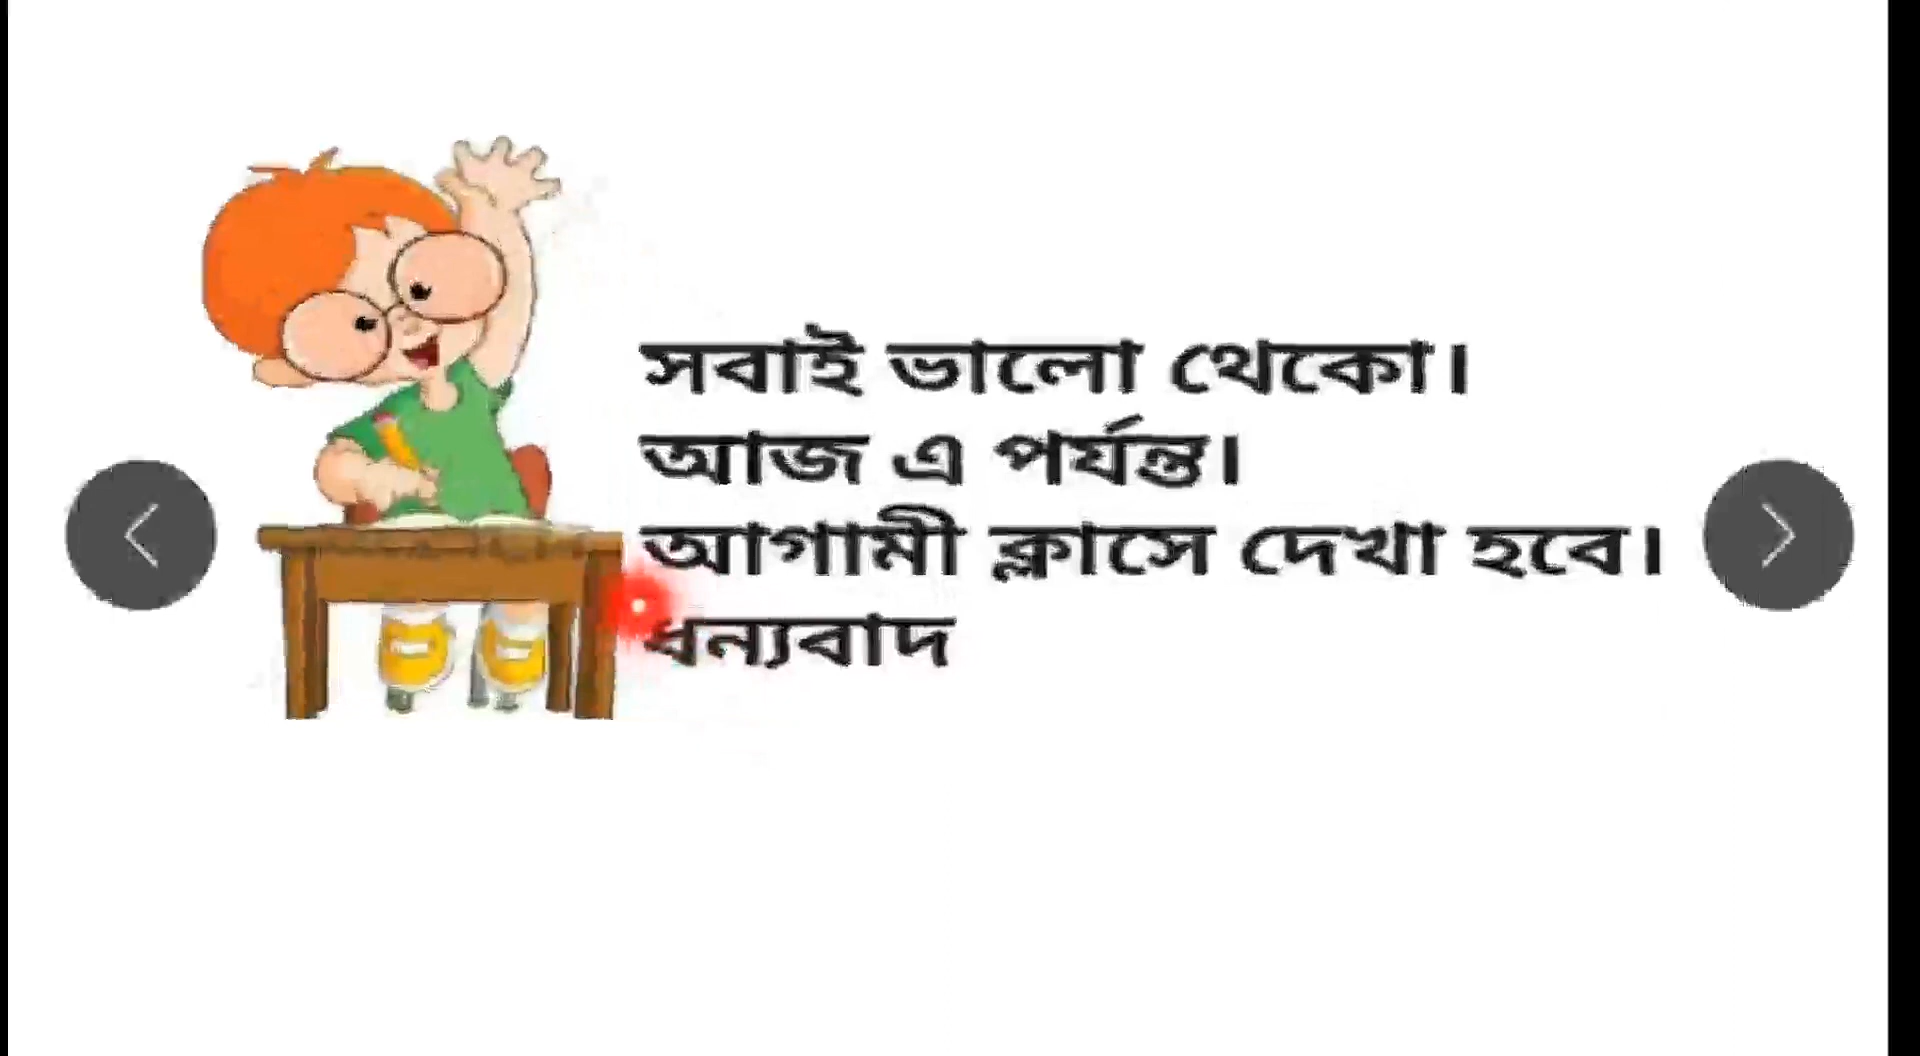 সবাই ভালো থেকো।
আজ এ পর্যন্ত।
আগামী ক্লাসে দেখা হবে।
ধন্যবাদ